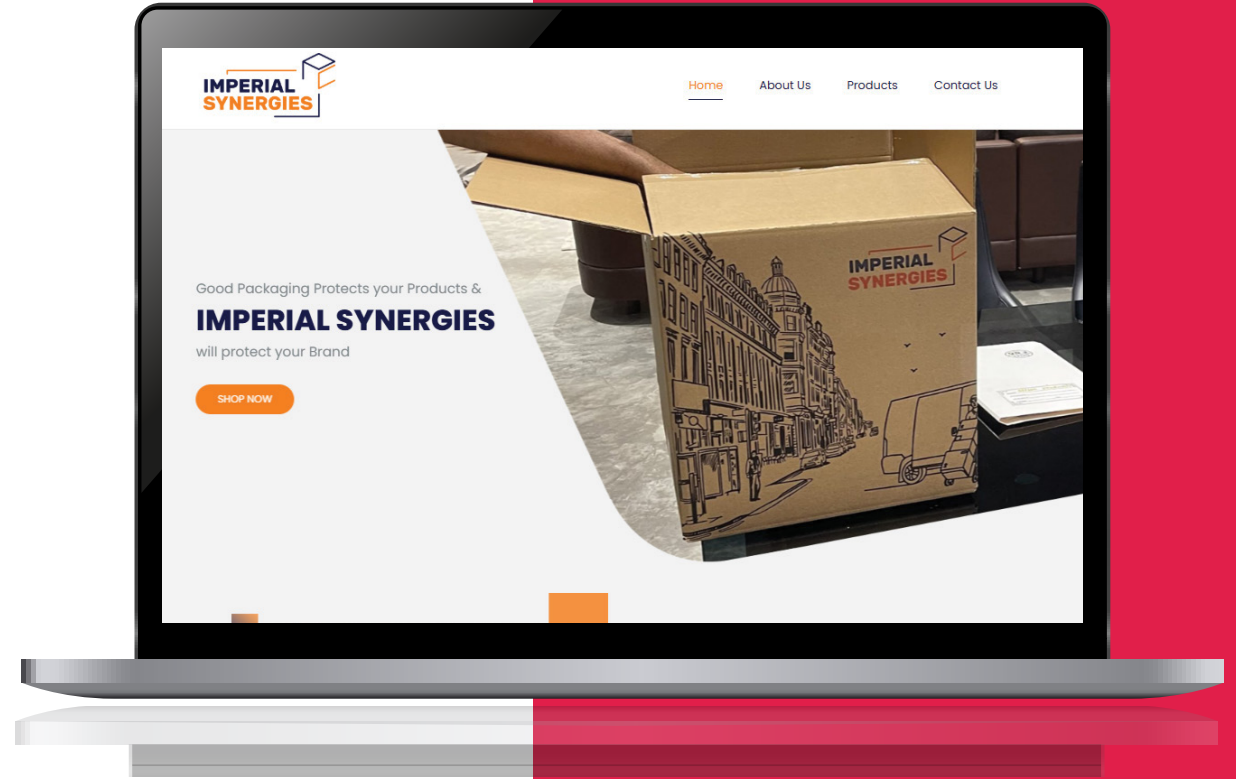 IMPERIAL
SYNERGIES
Home
About Us
Products
Contact Us
Good Packaging Protects your Products &
IMPERIAL SYNERGIES
will protect your Brand
SHOP NOW
IMPERIAL
SYNERGIES